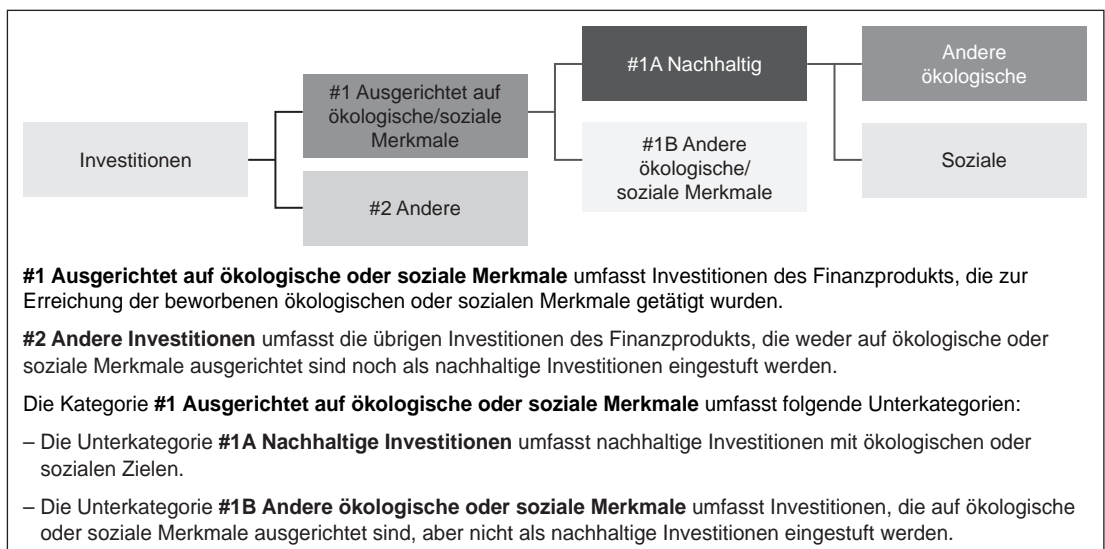 Investitionen
#1 Ausgerichtet auf
ökologische/soziale
Merkmale
#2 Andere
#1A Nachhaltig
#1B Andere
ökologische/
soziale Merkmale
Andere
ökologische
Soziale
#1 Ausgerichtet auf ökologische oder soziale Merkmale umfasst Investitionen des Finanzprodukts, die zur
Erreichung der beworbenen ökologischen oder sozialen Merkmale getätigt wurden.
#2 Andere Investitionen umfasst die übrigen Investitionen des Finanzprodukts, die weder auf ökologische oder
soziale Merkmale ausgerichtet sind noch als nachhaltige Investitionen eingestuft werden.
Die Kategorie #1 Ausgerichtet auf ökologische oder soziale Merkmale umfasst folgende Unterkategorien:
– Die Unterkategorie #1A Nachhaltige Investitionen umfasst nachhaltige Investitionen mit ökologischen oder
sozialen Zielen.
– Die Unterkategorie #1B Andere ökologische oder soziale Merkmale umfasst Investitionen, die auf ökologische
oder soziale Merkmale ausgerichtet sind, aber nicht als nachhaltige Investitionen eingestuft werden.